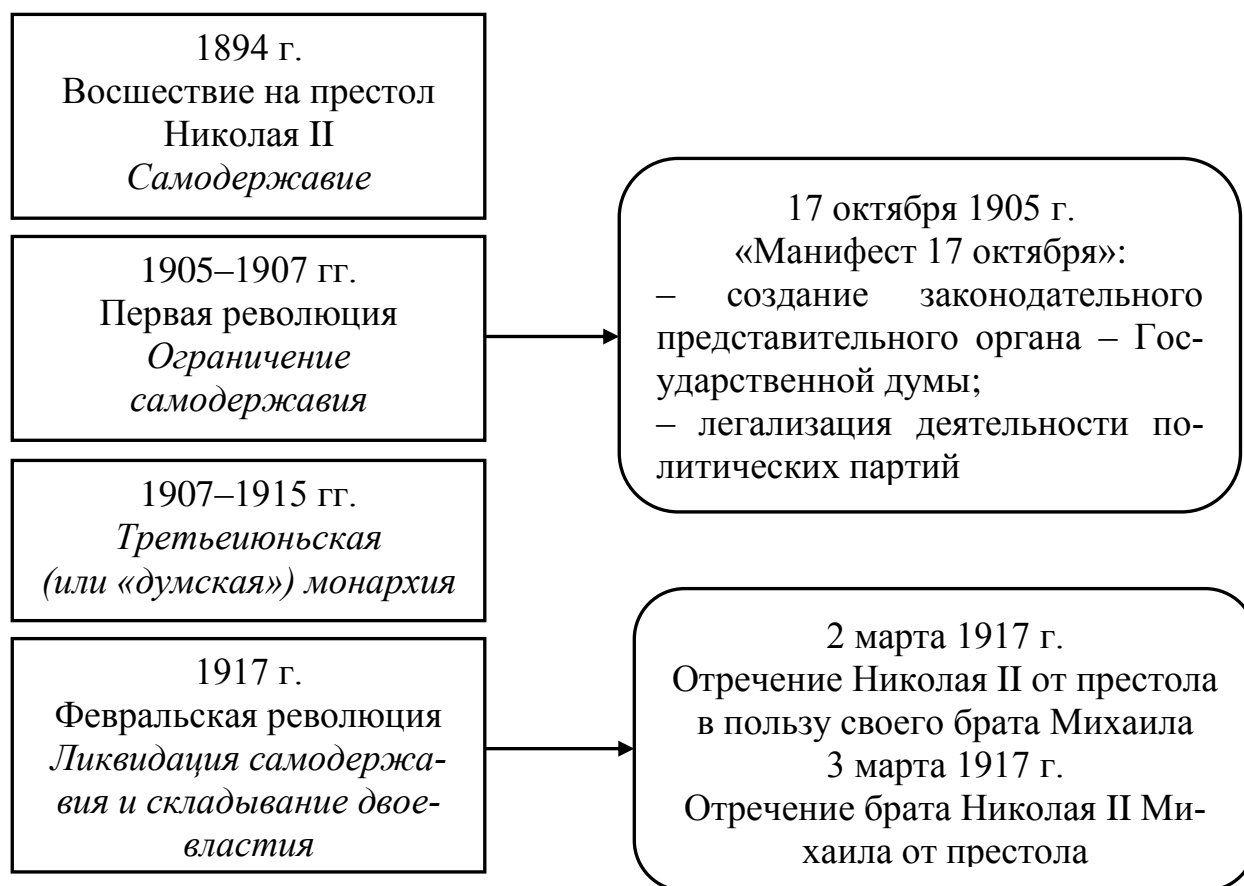 1894 г.
Восшествие на престол
Николая II
Самодержавие
1905–1907 гг.
Первая революция
Ограничение
самодержавия
17 октября 1905 г.
«Манифест 17 октября»:
– создание законодательного
представительного органа – Гос-
ударственной думы;
– легализация деятельности по-
литических партий
1907–1915 гг.
Третьеиюньская
(или «думская») монархия
1917 г.
Февральская революция
Ликвидация самодержа-
вия и складывание двое-
властия
2 марта 1917 г.
Отречение Николая II от престола
в пользу своего брата Михаила
3 марта 1917 г.
Отречение брата Николая II Ми-
хаила от престола